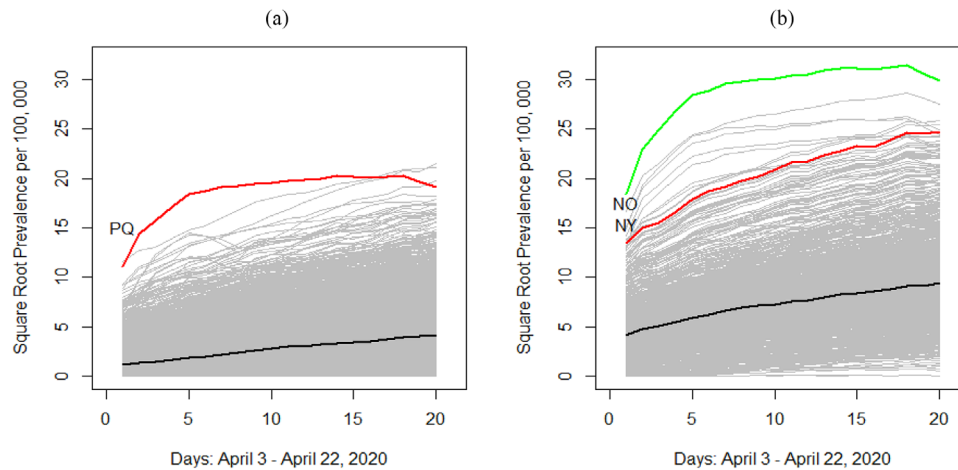 (a)
Square Root Prevalence per 100, 000
30
25
20
15
10
5
0
PQ
0 5 10 15 20
Days: April 3 - April 22, 2020
(b)
Square Root Prevalence per 100, 000
30
25
20
15
10
5
0
NO
NY
0 5 10 15 20
Days: April 3 - April 22, 2020